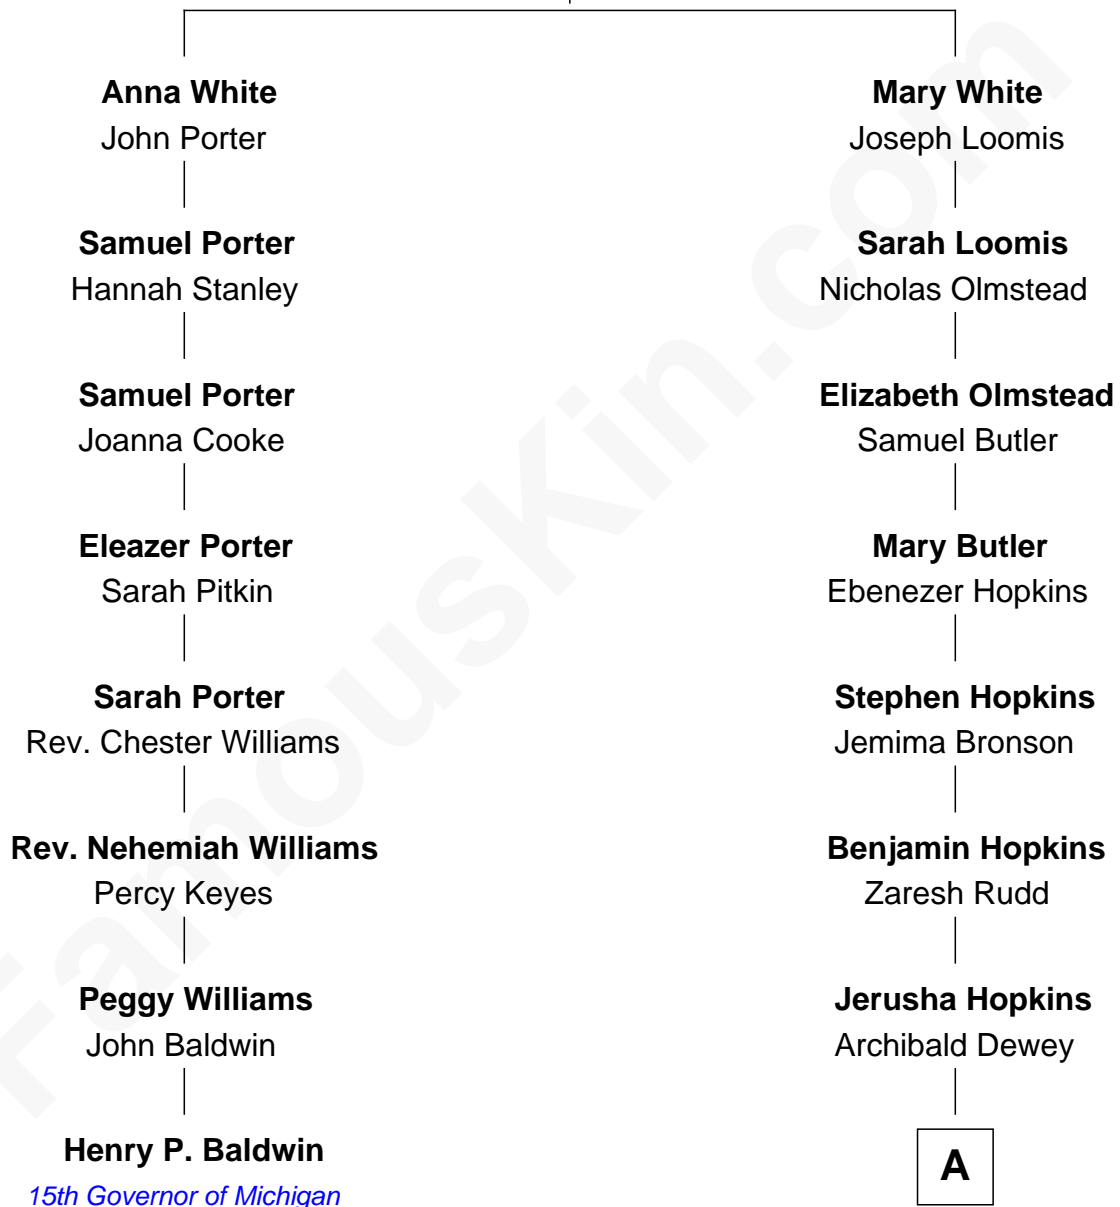 Anna White
John Porter
Samuel Porter
Hannah Stanley
Samuel Porter
Joanna Cooke
Eleazer Porter
Sarah Pitkin
Sarah Porter
Rev. Chester Williams
Rev. Nehemiah Williams
Percy Keyes
Peggy Williams
John Baldwin
Henry P. Baldwin
15th Governor of Michigan
Mary White
Joseph Loomis
Sarah Loomis
Nicholas Olmstead
Elizabeth Olmstead
Samuel Butler
Mary Butler
Ebenezer Hopkins
Stephen Hopkins
Jemima Bronson
Benjamin Hopkins
Zaresh Rudd
Jerusha Hopkins
Archibald Dewey
A
FamousKin.com